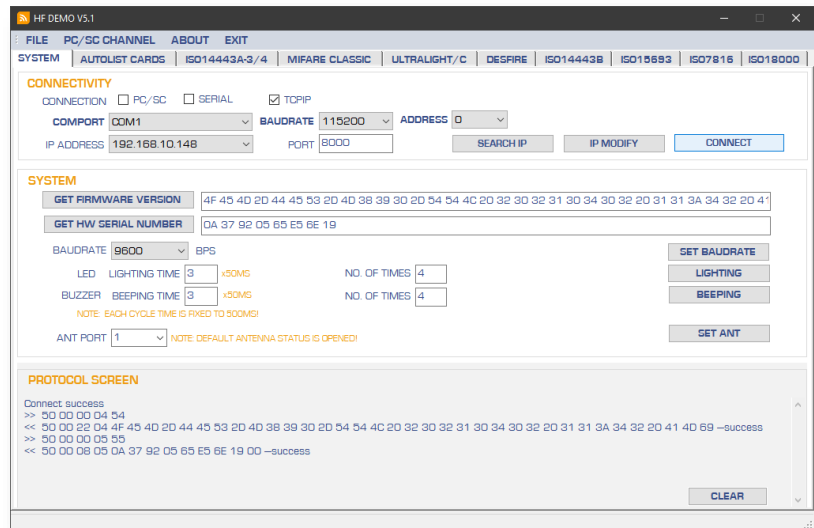 HF DEMO V5.1
FILE PC/SC CHANNEL ABOUT EXIT
SYSTEM AUTOLIST CARDS ISO14443A-3/4 MIFARE CLASSIC ULTRALIGHT/C DESFIRE ISO14443B ISO15693 ISO7816 ISO18000
CONNECTIVITY
CONNECTION PC/SC SERIAL TCPIP
COMPORT COM1 BAUDRATE 115200 ADDRESS 0
IP ADDRESS 192.168.10.148 PORT 8000 SEARCH IP IP MODIFY CONNECT
SYSTEM
GET FIRMWARE VERSION 4F 45 4D 2D 44 45 53 2D 4D 38 39 30 2D 54 54 4C 20 32 30 32 31 30 34 30 32 20 31 31 3A 34 32 20 41
GET HW SERIAL NUMBER 0A 37 92 05 65 E5 6E 19
BAUDRATE 9600 BPS SET BAUDRATE
LED LIGHTING TIME 3 x50MS NO. OF TIMES 4 LIGHTING
BUZZER BEEPING TIME 3 x50MS NO. OF TIMES 4 BEEPING
NOTE: EACH CYCLE TIME IS FIXED TO 500MS!
ANT PORT 1 NOTE: DEFAULT ANTENNA STATUS IS OPENED! SET ANT
PROTOCOL SCREEN
Connect success
>> 50 00 00 04 54
<< 50 00 22 04 4F 45 4D 2D 44 45 53 2D 4D 38 39 30 2D 54 54 4C 20 32 30 32 31 30 34 30 32 20 31 31 3A 34 32 20 41 4D 69 --success
>> 50 00 00 05 55
<< 50 00 08 05 0A 37 92 05 65 E5 6E 19 00 --success
CLEAR